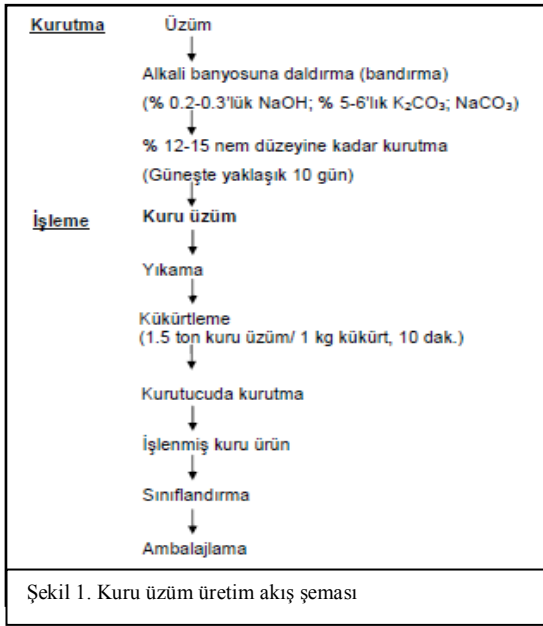 Kurutma Üzüm
Alkali banyosuna daldırma (bandırma)
(% 0.2-0.3'lük NaOH; % 5-6'lık K₂CO₃; NaCO₃)
% 12-15 nem düzeyine kadar kurutma
(Güneşte yaklaşık 10 gün)
İşleme Kuru üzüm
Yıkama
Kükürtleme
(1.5 ton kuru üzüm/ 1 kg kükürt, 10 dak.)
Kurutucuda kurutma
İşlenmiş kuru ürün
Sınıflandırma
Ambalajlama
Şekil 1. Kuru üzüm üretim akış şeması